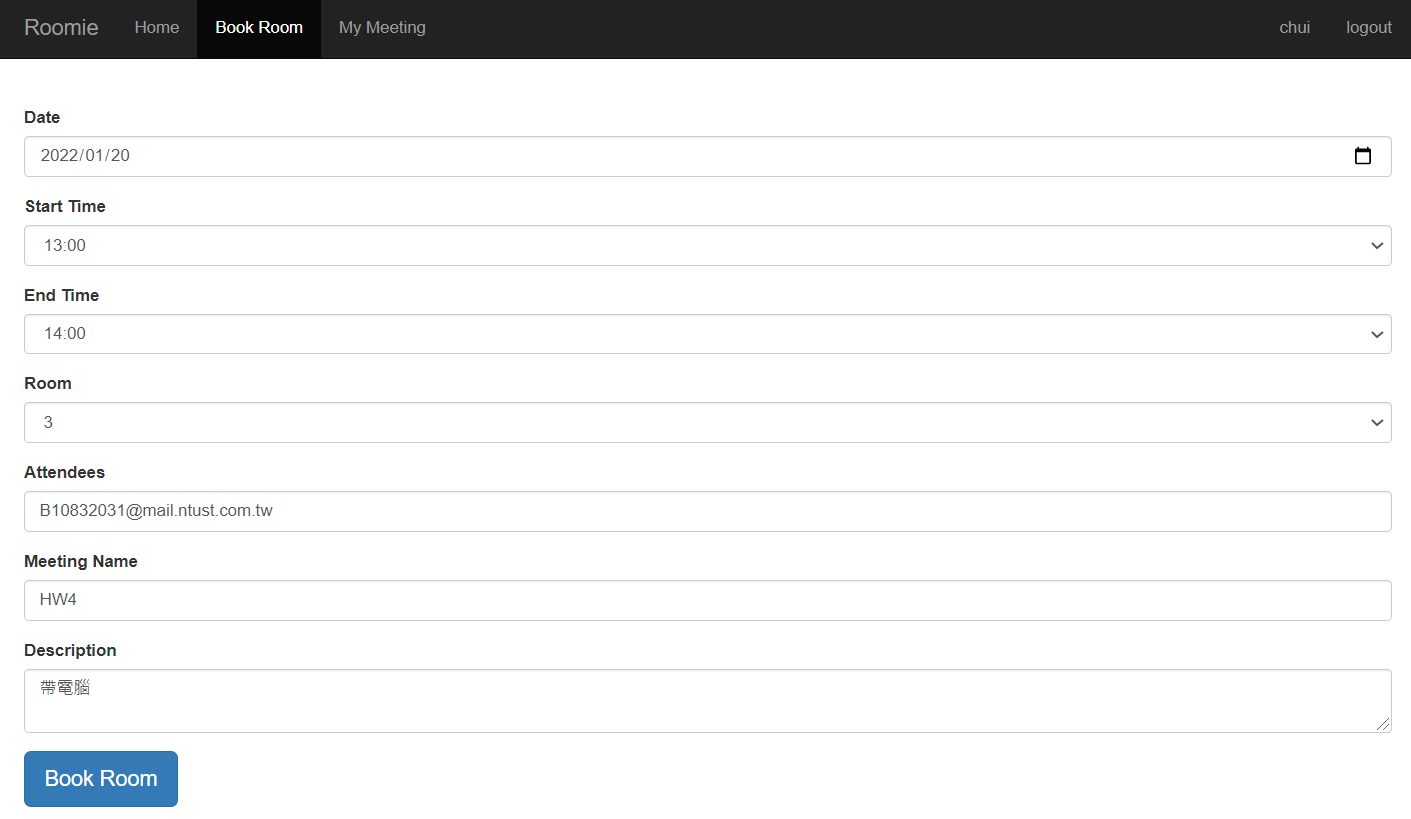 Roomie Home Book Room My Meeting chui logout
Date
2022/01/20
Start Time
13:00
End Time
14:00
Room
3
Attendees
B10832031@mail.ntust.com.tw
Meeting Name
HW4
Description
帶電腦
Book Room